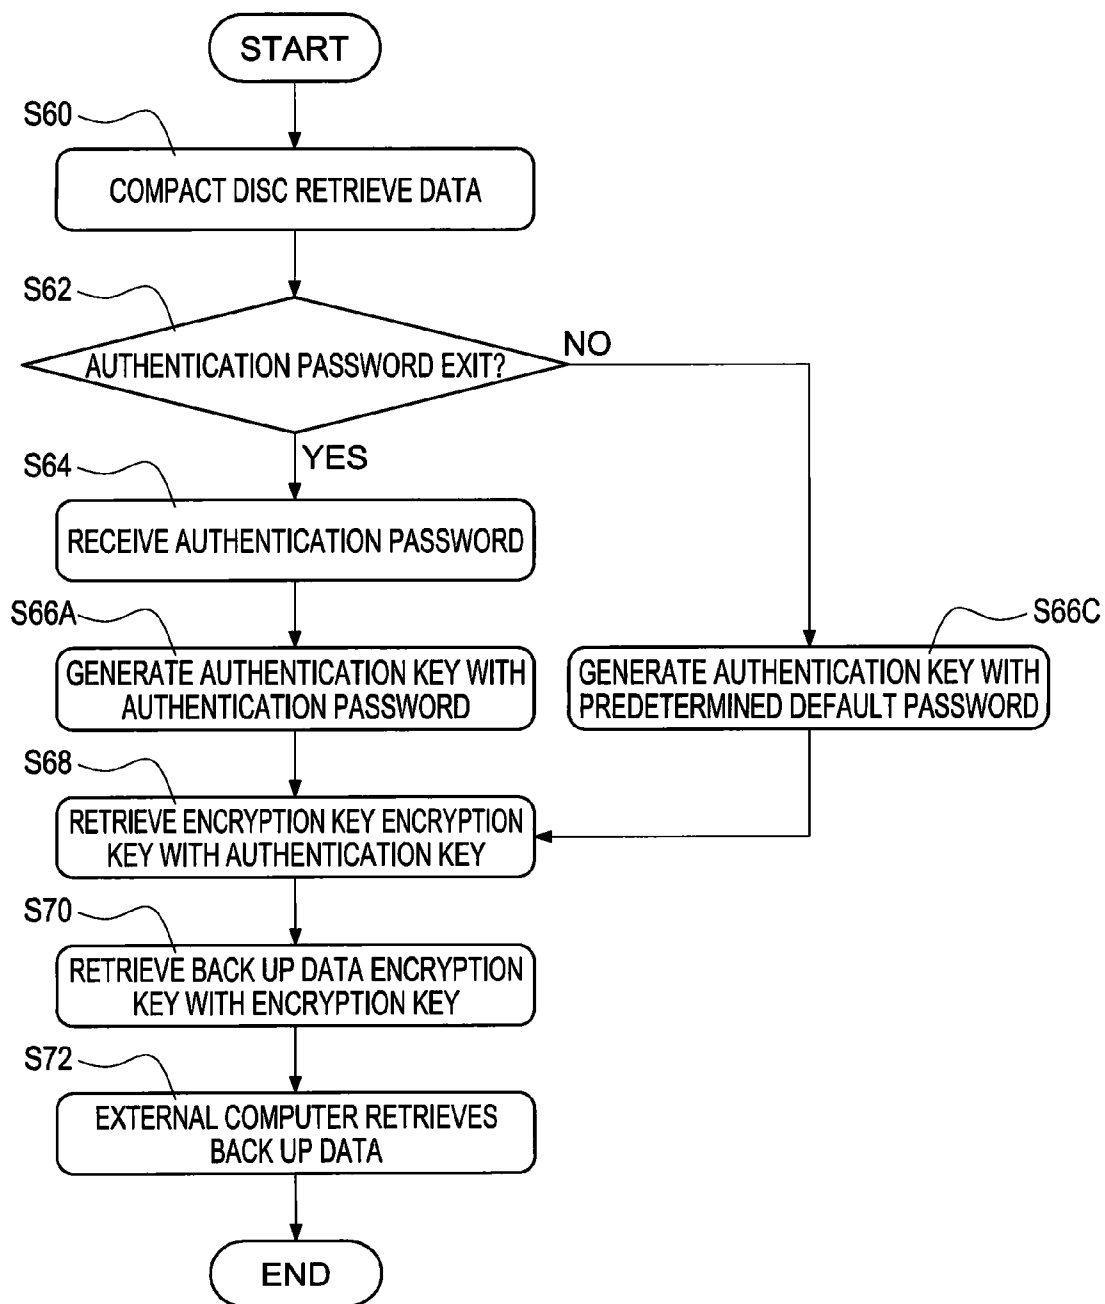 START
S60
COMPACT DISC RETRIEVE DATA
S62
AUTHENTICATION PASSWORD EXIT?
NO
YES
S64
RECEIVE AUTHENTICATION PASSWORD
S66A
GENERATE AUTHENTICATION KEY WITH
AUTHENTICATION PASSWORD
S66C
GENERATE AUTHENTICATION KEY WITH
PREDETERMINED DEFAULT PASSWORD
S68
RETRIEVE ENCRYPTION KEY ENCRYPTION
KEY WITH AUTHENTICATION KEY
S70
RETRIEVE BACK UP DATA ENCRYPTION
KEY WITH ENCRYPTION KEY
S72
EXTERNAL COMPUTER RETRIEVES
BACK UP DATA
END